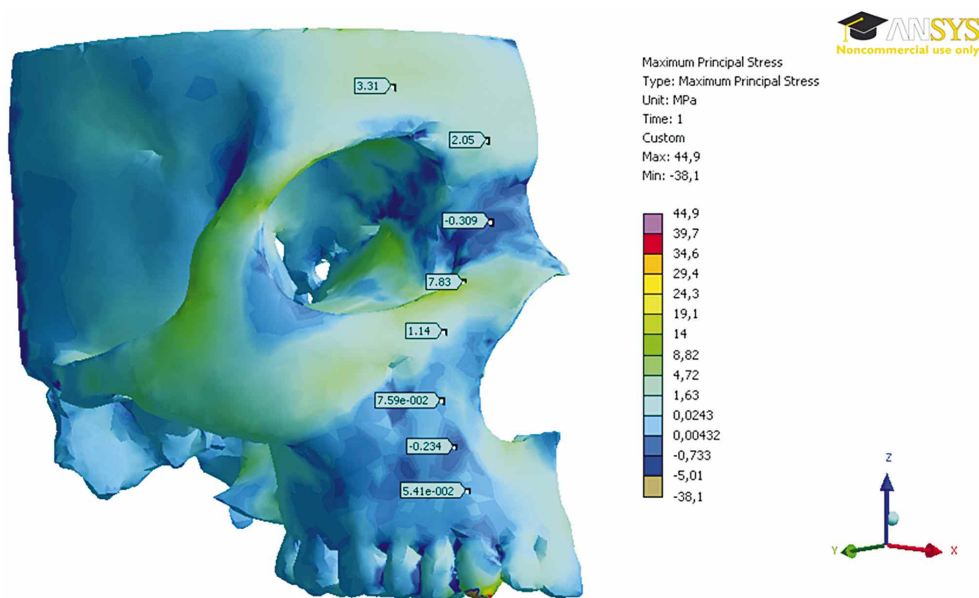 ANSYS
Noncommercial use only
Maximum Principal Stress
Type: Maximum Principal Stress
Unit: MPa
Time: 1
Custom
Max: 44,9
Min: -38,1
44,9
39,7
34,6
29,4
24,3
19,1
14
8,82
4,72
1,63
0,0243
0,00432
-0,733
-5,01
-38,1
3.31
2.05
-0.309
7.83
1.14
7.59e-002
-0.234
5.41e-002
Z
Y
X